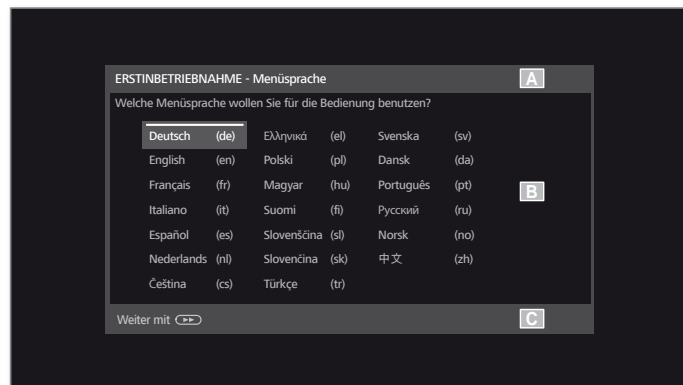 ERSTINBETRIEBNAHME - Menüsprache A
Welche Menüsprache wollen Sie für die Bedienung benutzen?
Deutsch (de) Ελληνικά (el) Svenska (sv)
English (en) Polski (pl) Dansk (da)
Français (fr) Magyar (hu) Português (pt) B
Italiano (it) Suomi (fi) Русский (ru)
Español (es) Slovenščina (sl) Norsk (no)
Nederlands (nl) Slovenčina (sk) 中文 (zh)
Čeština (cs) Türkçe (tr)
Weiter mit C